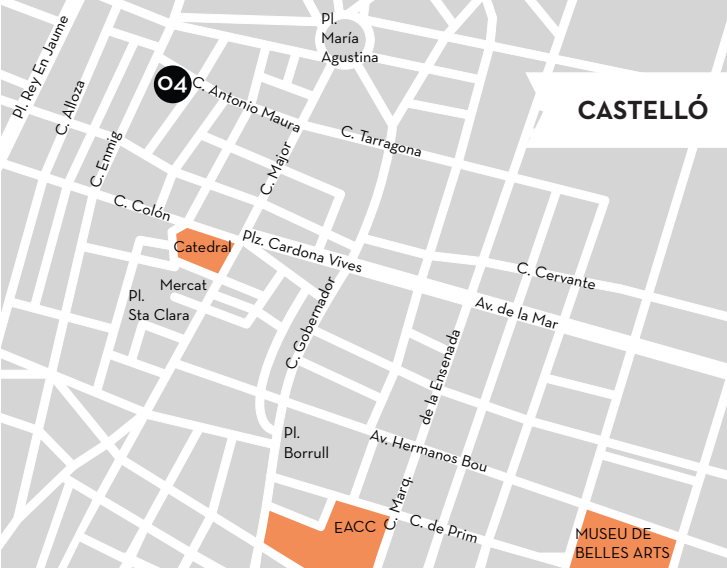 Pl.
María
Agustina
Pl. Rey En Jaume
C. Alloza
04
C. Antonio Maura
CASTELLÓ
C. Tarragona
C. Enmig
C. Major
C. Colón
Catedral
Plz. Cardona Vives
C. Cervante
Mercat
Pl.
Sta Clara
Av. de la Mar
C. Gobernador
de la Ensenada
C. Marq.
Pl.
Borrull
Av. Hermanos Bou
EACC
C. de Prim
MUSEU DE
BELLES ARTS